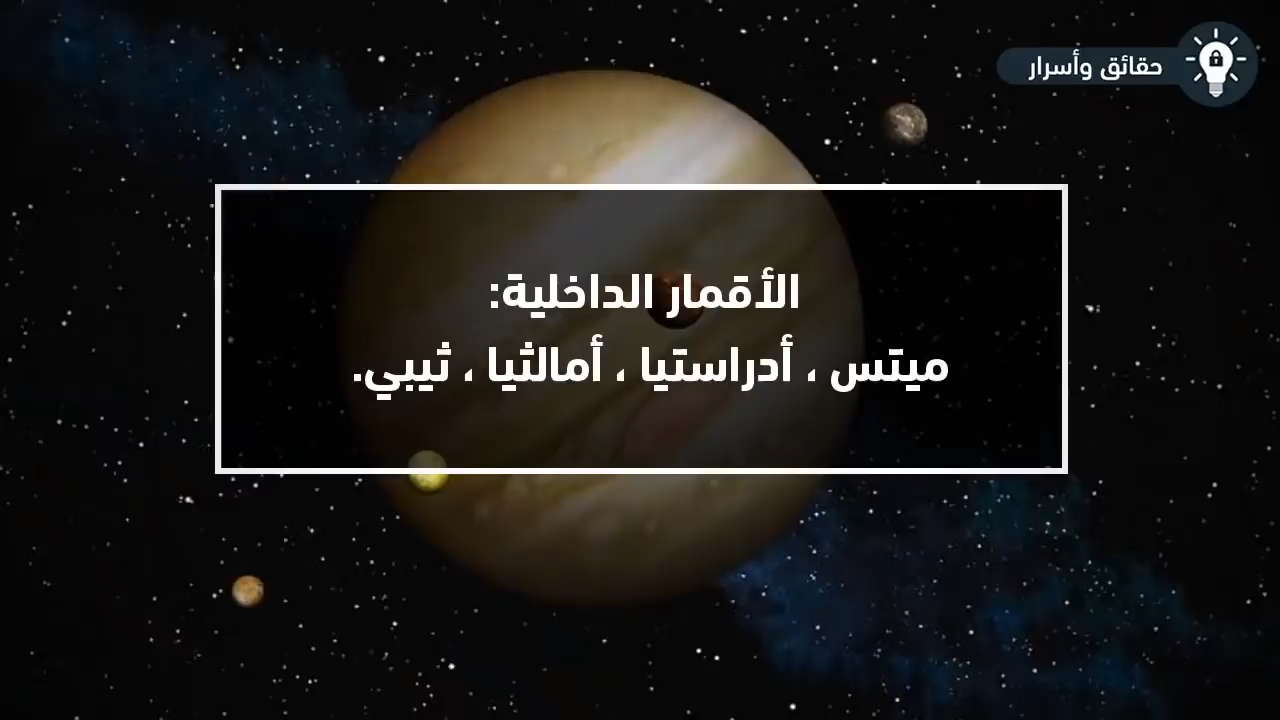 حقائق وأسرار
الأقمار الداخلية:
ميتس ، أدراستيا ، أمالثيا ، ثيبي.